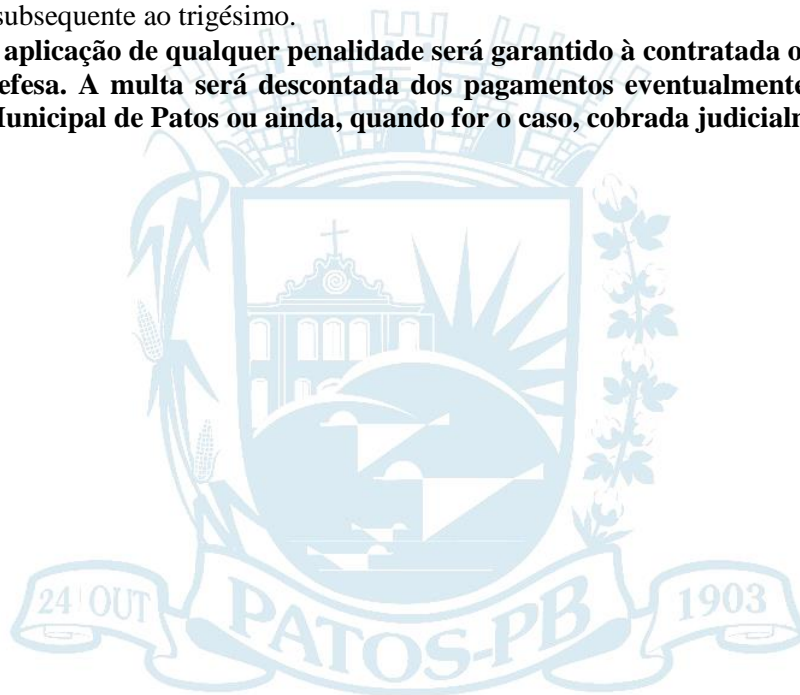 subsequente ao trigésimo.
aplicação de qualquer penalidade será garantido à contratada o
efesa. A multa será descontada dos pagamentos eventualmente
Municipal de Patos ou ainda, quando for o caso, cobrada judicialm
24 OUT PATOS-PB 1903